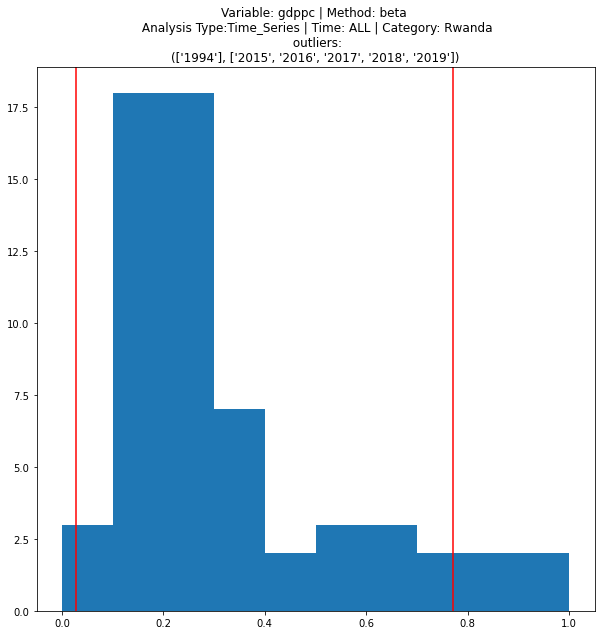 Variable: gdppc | Method: beta
Analysis Type:Time_Series | Time: ALL | Category: Rwanda
outliers:
(['1994'], ['2015', '2016', '2017', '2018', '2019'])
17.5
15.0
12.5
10.0
7.5
5.0
2.5
0.0
0.0 0.2 0.4 0.6 0.8 1.0